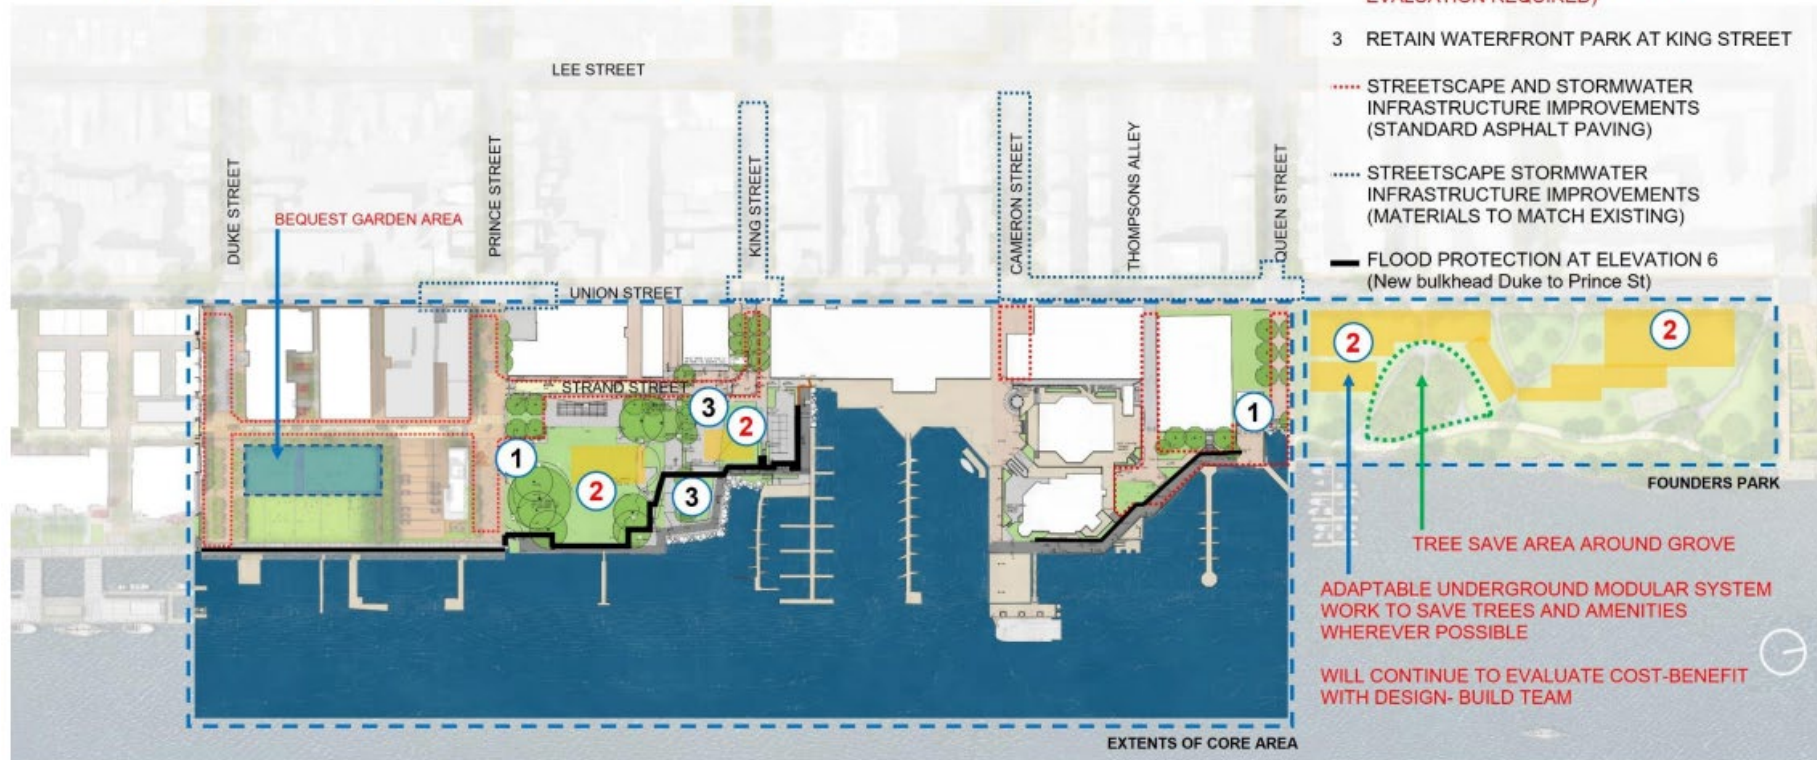 EVALUATION REQUIRED)
3 RETAIN WATERFRONT PARK AT KING STREET
STREETSCAPE AND STORMWATER
INFRASTRUCTURE IMPROVEMENTS
(STANDARD ASPHALT PAVING)
STREETSCAPE STORMWATER
INFRASTRUCTURE IMPROVEMENTS
(MATERIALS TO MATCH EXISTING)
FLOOD PROTECTION AT ELEVATION 6
(New bulkhead Duke to Prince St)
LEE STREET
DUKE STREET
PRINCE STREET
KING STREET
CAMERON STREET
THOMPSONS ALLEY
QUEEN STREET
BEQUEST GARDEN AREA
UNION STREET
STRAND STREET
2
2
3
2
1
1
2
3
FOUNDERS PARK
TREE SAVE AREA AROUND GROVE
ADAPTABLE UNDERGROUND MODULAR SYSTEM
WORK TO SAVE TREES AND AMENITIES
WHEREVER POSSIBLE
WILL CONTINUE TO EVALUATE COST-BENEFIT
WITH DESIGN- BUILD TEAM
EXTENTS OF CORE AREA